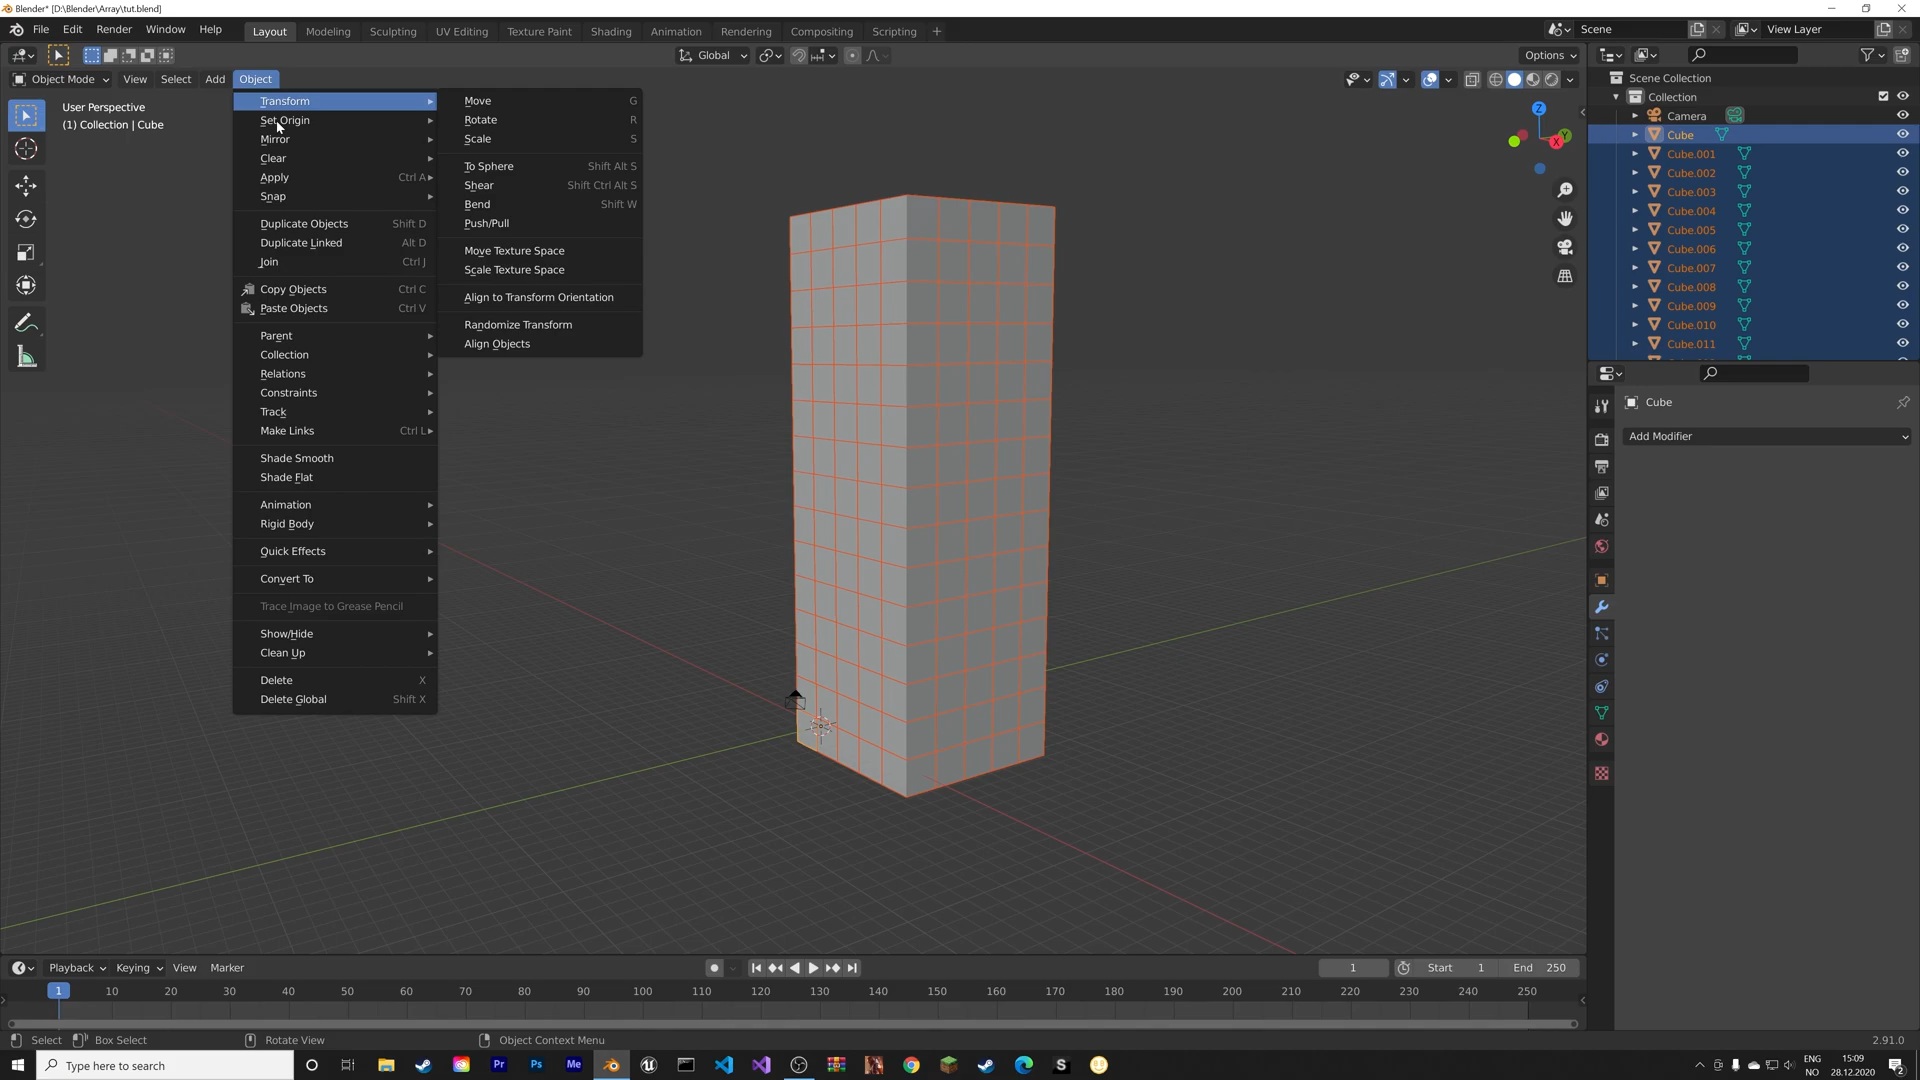 Blender* [D:\Blender\Array\tut.blend]
File Edit Render Window Help
Layout Modeling Sculpting UV Editing Texture Paint Shading Animation Rendering Compositing Scripting +
Scene
View Layer
Global
Options
Object Mode View Select Add Object
User Perspective
(1) Collection | Cube
Transform
Set Origin
Mirror
Clear
Apply Ctrl A
Snap
Duplicate Objects Shift D
Duplicate Linked Alt D
Join Ctrl J
Copy Objects Ctrl C
Paste Objects Ctrl V
Parent
Collection
Relations
Constraints
Track
Make Links Ctrl L
Shade Smooth
Shade Flat
Animation
Rigid Body
Quick Effects
Convert To
Trace Image to Grease Pencil
Show/Hide
Clean Up
Delete X
Delete Global Shift X
Move G
Rotate R
Scale S
To Sphere Shift Alt S
Shear Shift Ctrl Alt S
Bend Shift W
Push/Pull
Move Texture Space
Scale Texture Space
Align to Transform Orientation
Randomize Transform
Align Objects
Z
Y
X
Scene Collection
Collection
Camera
Cube
Cube.001
Cube.002
Cube.003
Cube.004
Cube.005
Cube.006
Cube.007
Cube.008
Cube.009
Cube.010
Cube.011
Cube
Add Modifier
Playback Keying View Marker
1 Start 1 End 250
1 10 20 30 40 50 60 70 80 90 100 110 120 130 140 150 160 170 180 190 200 210 220 230 240 250
Select Box Select Rotate View Object Context Menu
2.91.0
Type here to search
Pr Ps Me
S
ENG
NO
15:09
28.12.2020
2